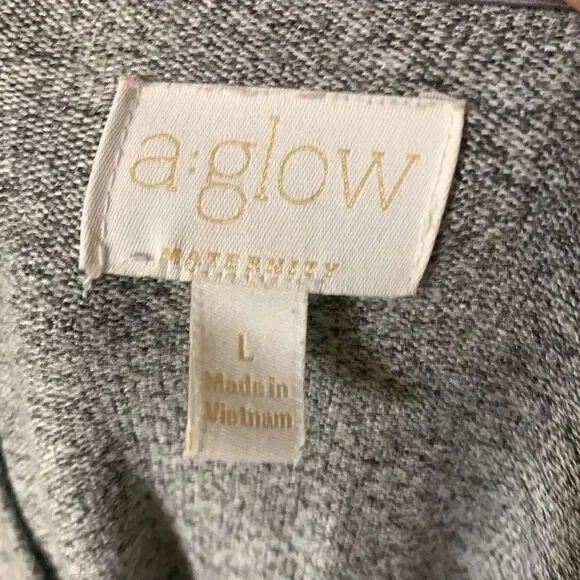 a:glow
MATERNITY
L
Made in
Vietnam